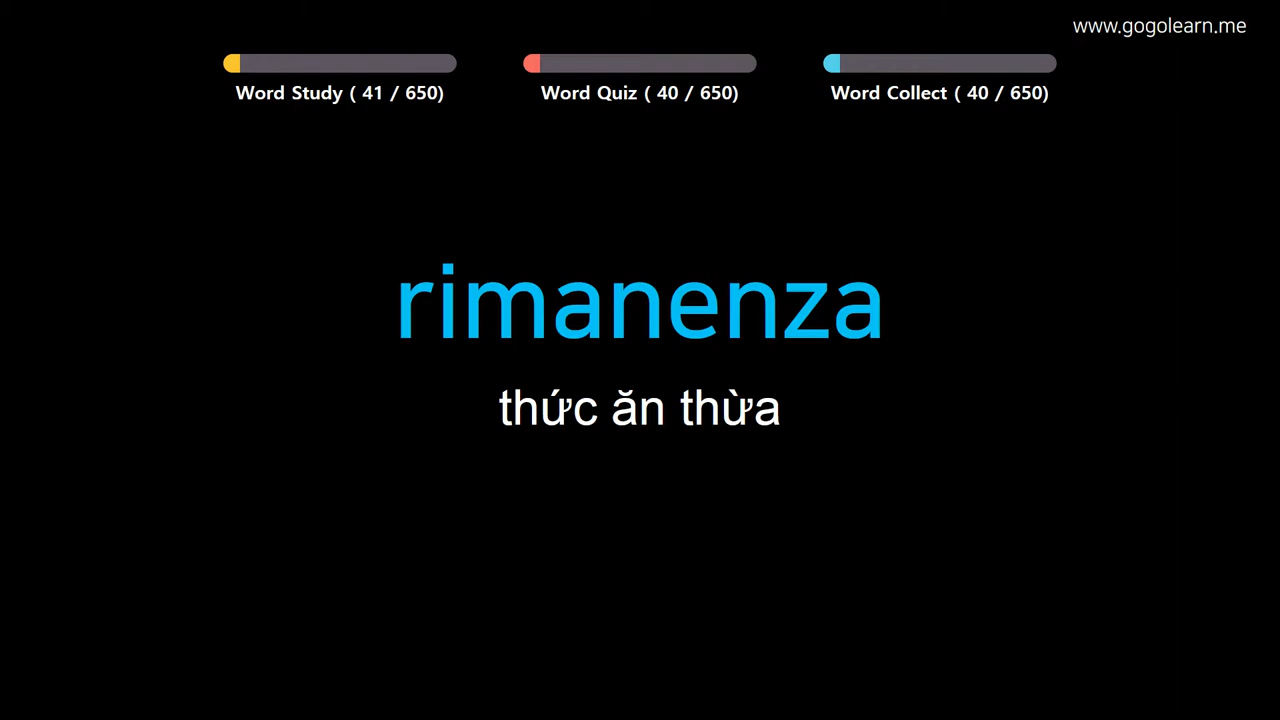 www.gogolearn.me
Word Study ( 41 / 650)
Word Quiz ( 40 / 650)
Word Collect ( 40 / 650)
rimanenza
thức ăn thừa